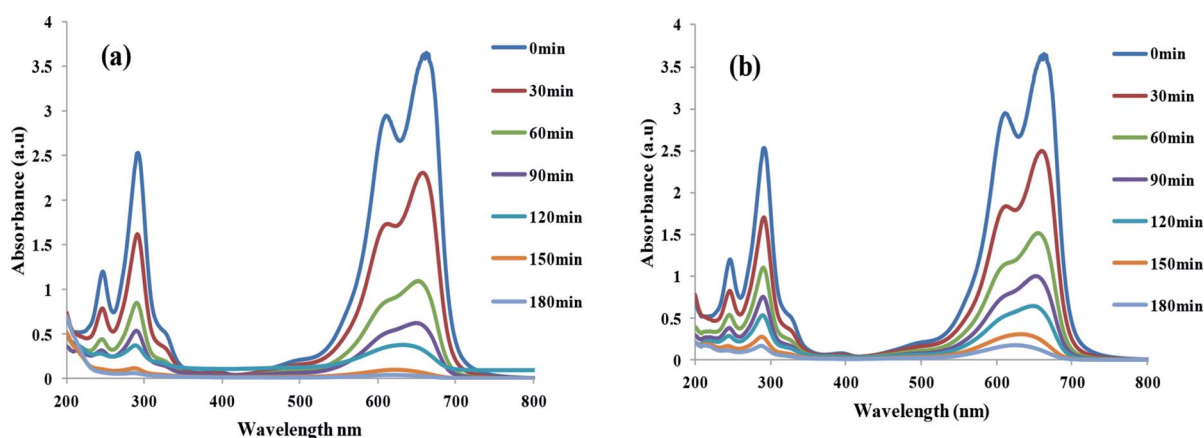 (a)
Absorbance (a.u)
4
3.5
3
2.5
2
1.5
1
0.5
0
200 300 400 500 600 700 800
Wavelength nm
0min
30min
60min
90min
120min
150min
180min
(b)
Absorbance (a.u)
4
3.5
3
2.5
2
1.5
1
0.5
0
200 300 400 500 600 700 800
Wavelength (nm)
0min
30min
60min
90min
120min
150min
180min